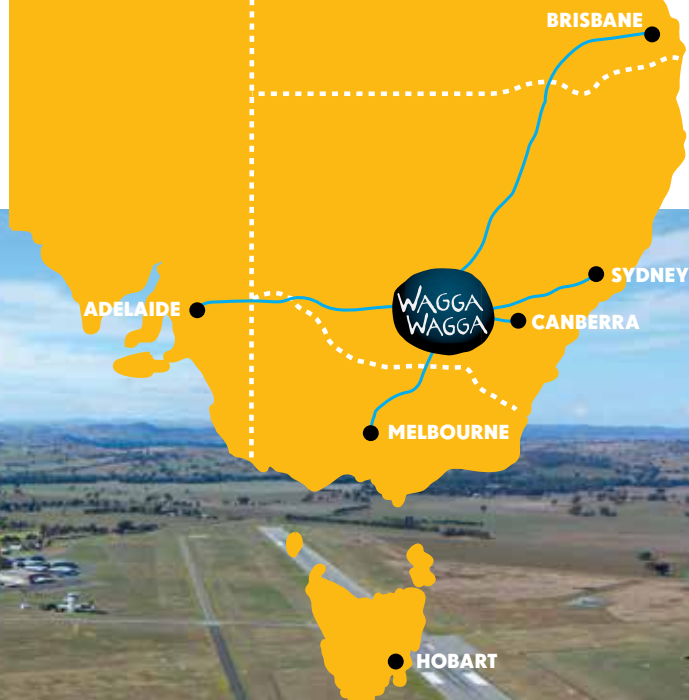 BRISBANE
SYDNEY
ADELAIDE
WAGGA
WAGGA
CANBERRA
MELBOURNE
HOBART